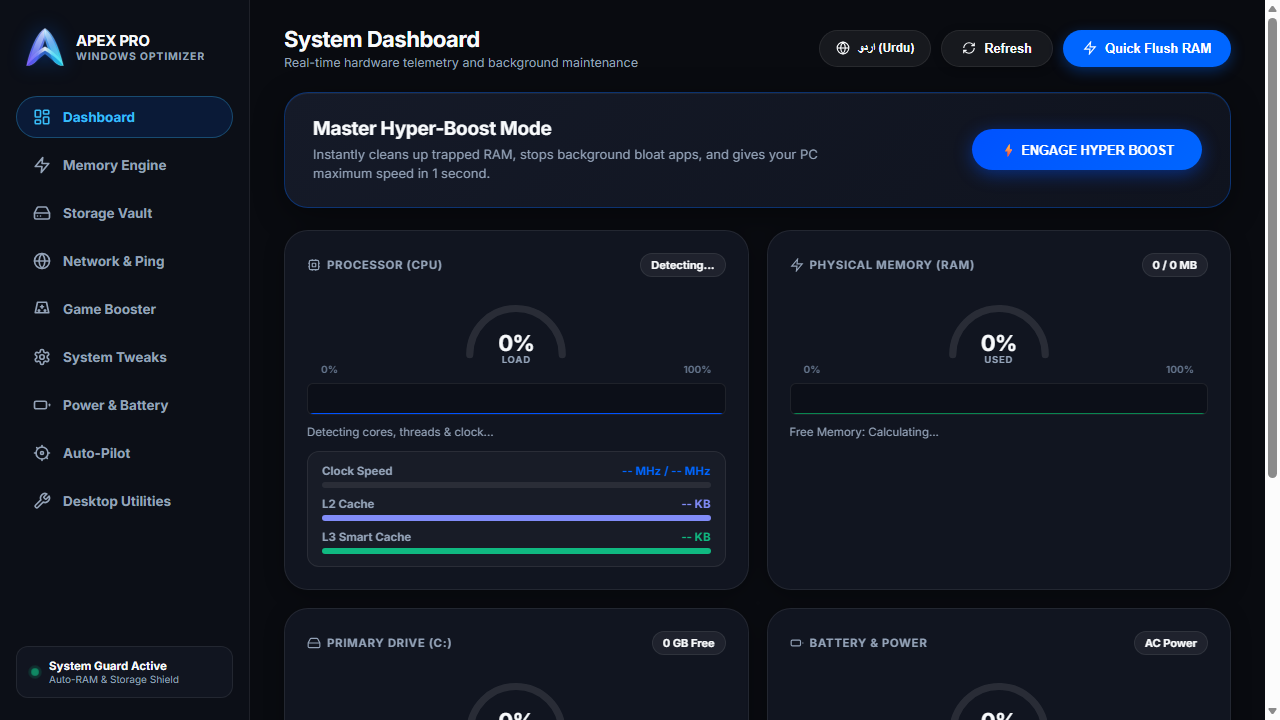 APEX PRO
WINDOWS OPTIMIZER
Dashboard
Memory Engine
Storage Vault
Network & Ping
Game Booster
System Tweaks
Power & Battery
Auto-Pilot
Desktop Utilities
System Guard Active
Auto-RAM & Storage Shield
System Dashboard
Real-time hardware telemetry and background maintenance
اردو (Urdu)
Refresh
Quick Flush RAM
Master Hyper-Boost Mode
Instantly cleans up trapped RAM, stops background bloat apps, and gives your PC
maximum speed in 1 second.
ENGAGE HYPER BOOST
PROCESSOR (CPU)
Detecting...
0%
LOAD
0%
100%
Detecting cores, threads & clock...
Clock Speed
-- MHz / -- MHz
L2 Cache
-- KB
L3 Smart Cache
-- KB
PHYSICAL MEMORY (RAM)
0 / 0 MB
0%
USED
0%
100%
Free Memory: Calculating...
PRIMARY DRIVE (C:)
0 GB Free
0%
BATTERY & POWER
AC Power
0%